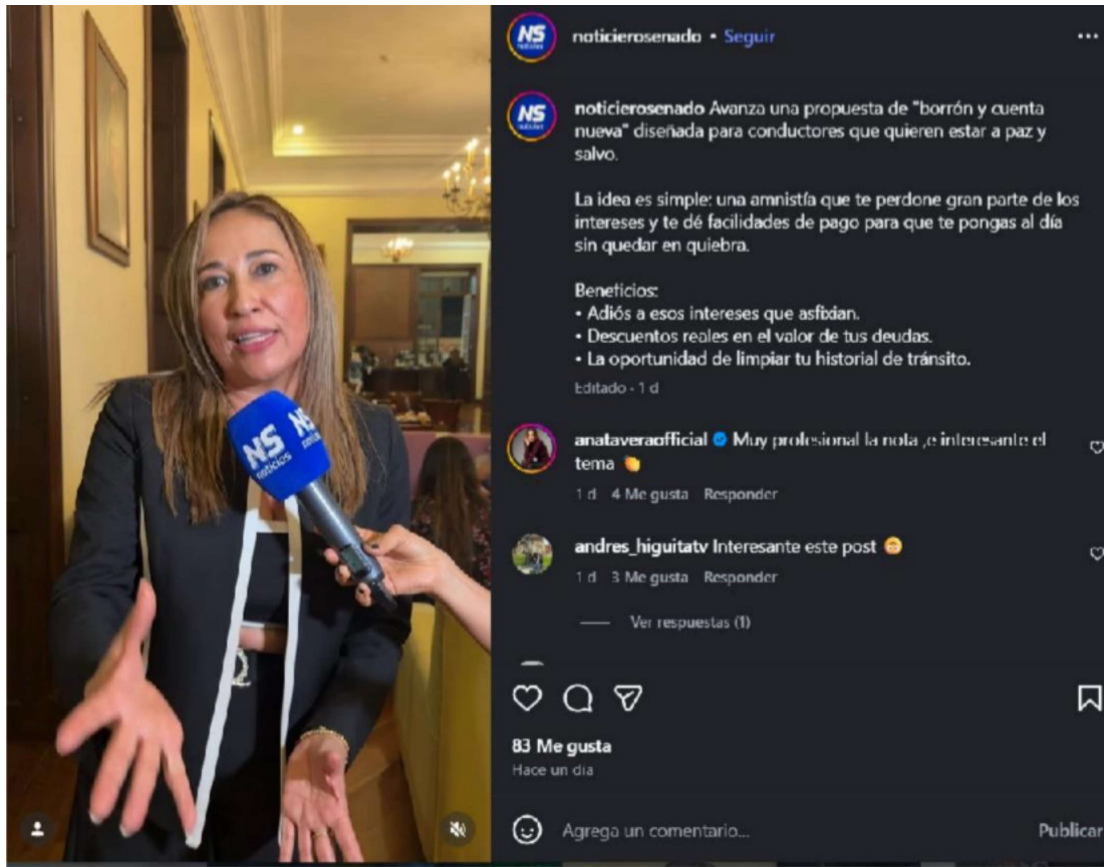 NS
noticias
noticierosenado • Seguir
NS
noticias
noticierosenado Avanza una propuesta de "borrón y cuenta
nueva" diseñada para conductores que quieren estar a paz y
salvo.
La idea es simple: una amnistía que te perdone gran parte de los
intereses y te dé facilidades de pago para que te pongas al día
sin quedar en quiebra.
Beneficios:
• Adiós a esos intereses que asfixian.
• Descuentos reales en el valor de tus deudas.
• La oportunidad de limpiar tu historial de tránsito.
Editado · 1 d
anataveraofficial Muy profesional la nota ,e interesante el
tema 👏
1 d 4 Me gusta Responder
andres_higuitatv Interesante este post
1 d 3 Me gusta Responder
Ver respuestas (1)
83 Me gusta
Hace un día
Agrega un comentario...
Publicar
NS
noticias
NS